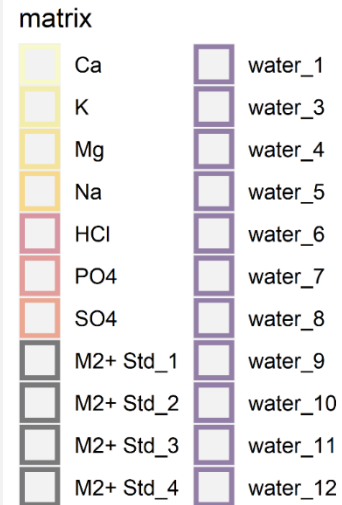 matrix
Ca
K
Mg
Na
HCl
PO4
SO4
M2+ Std_1
M2+ Std_2
M2+ Std_3
M2+ Std_4
water_1
water_3
water_4
water_5
water_6
water_7
water_8
water_9
water_10
water_11
water_12